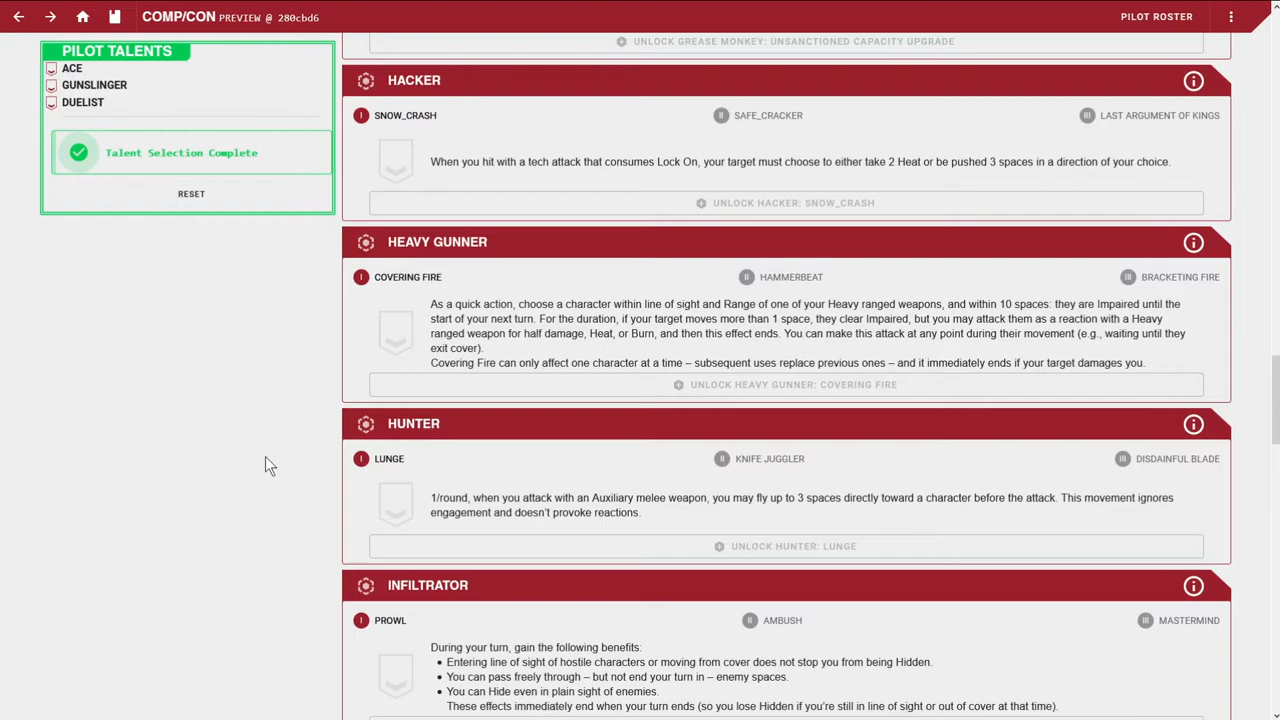 COMP/CON PREVIEW @ 280cbd6
PILOT ROSTER
PILOT TALENTS
ACE
GUNSLINGER
DUELIST
Talent Selection Complete
RESET
UNLOCK GREASE MONKEY: UNSANCTIONED CAPACITY UPGRADE
HACKER
I SNOW_CRASH
II SAFE_CRACKER
III LAST ARGUMENT OF KINGS
When you hit with a tech attack that consumes Lock On, your target must choose to either take 2 Heat or be pushed 3 spaces in a direction of your choice.
UNLOCK HACKER: SNOW_CRASH
HEAVY GUNNER
I COVERING FIRE
II HAMMERBEAT
III BRACKETING FIRE
As a quick action, choose a character within line of sight and Range of one of your Heavy ranged weapons, and within 10 spaces: they are Impaired until the
start of your next turn. For the duration, if your target moves more than 1 space, they clear Impaired, but you may attack them as a reaction with a Heavy
ranged weapon for half damage, Heat, or Burn, and then this effect ends. You can make this attack at any point during their movement (e.g., waiting until they
exit cover).
Covering Fire can only affect one character at a time – subsequent uses replace previous ones – and it immediately ends if your target damages you.
UNLOCK HEAVY GUNNER: COVERING FIRE
HUNTER
I LUNGE
II KNIFE JUGGLER
III DISDAINFUL BLADE
1/round, when you attack with an Auxiliary melee weapon, you may fly up to 3 spaces directly toward a character before the attack. This movement ignores
engagement and doesn't provoke reactions.
UNLOCK HUNTER: LUNGE
INFILTRATOR
I PROWL
II AMBUSH
III MASTERMIND
During your turn, gain the following benefits:
• Entering line of sight of hostile characters or moving from cover does not stop you from being Hidden.
• You can pass freely through – but not end your turn in – enemy spaces.
• You can Hide even in plain sight of enemies.
These effects immediately end when your turn ends (so you lose Hidden if you're still in line of sight or out of cover at that time).